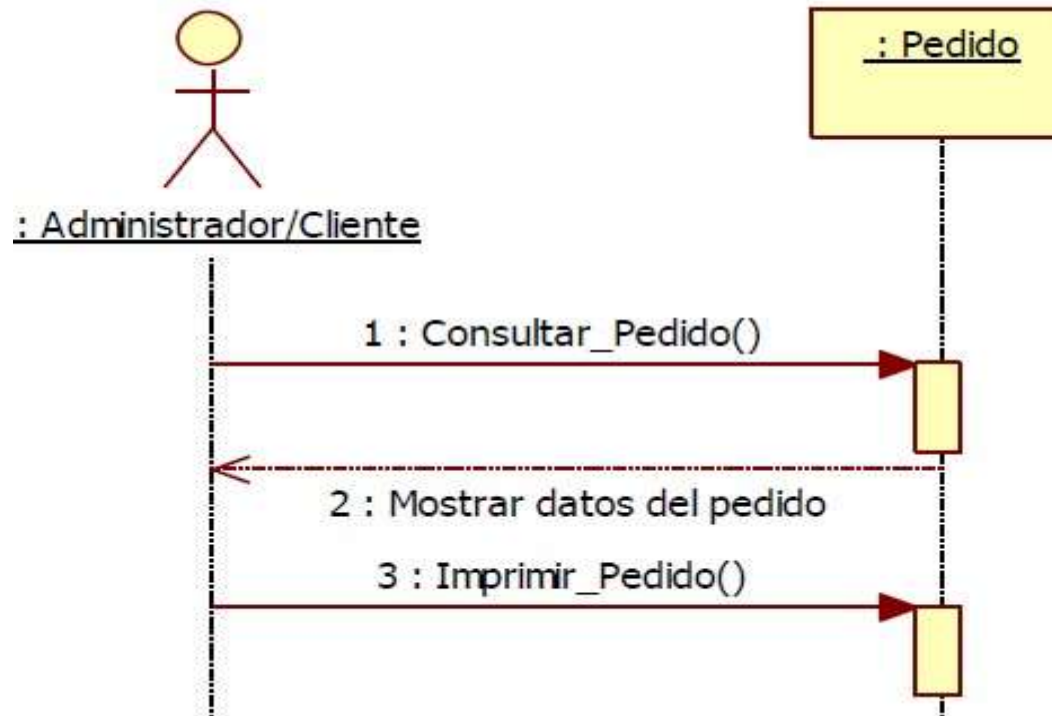 : Pedido
: Administrador/Cliente
1 : Consultar_Pedido()
2 : Mostrar datos del pedido
3 : Imprimir_Pedido()